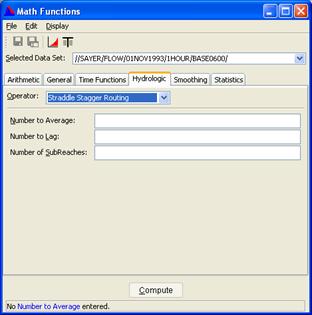 Math Functions
File Edit Display
Selected Data Set: //SAYER/FLOW/01NOV1993/1HOUR/BASE0600/
Arithmetic General Time Functions Hydrologic Smoothing Statistics
Operator: Straddle Stagger Routing
Number to Average:
Number to Lag:
Number of SubReaches:
Compute
No Number to Average entered.